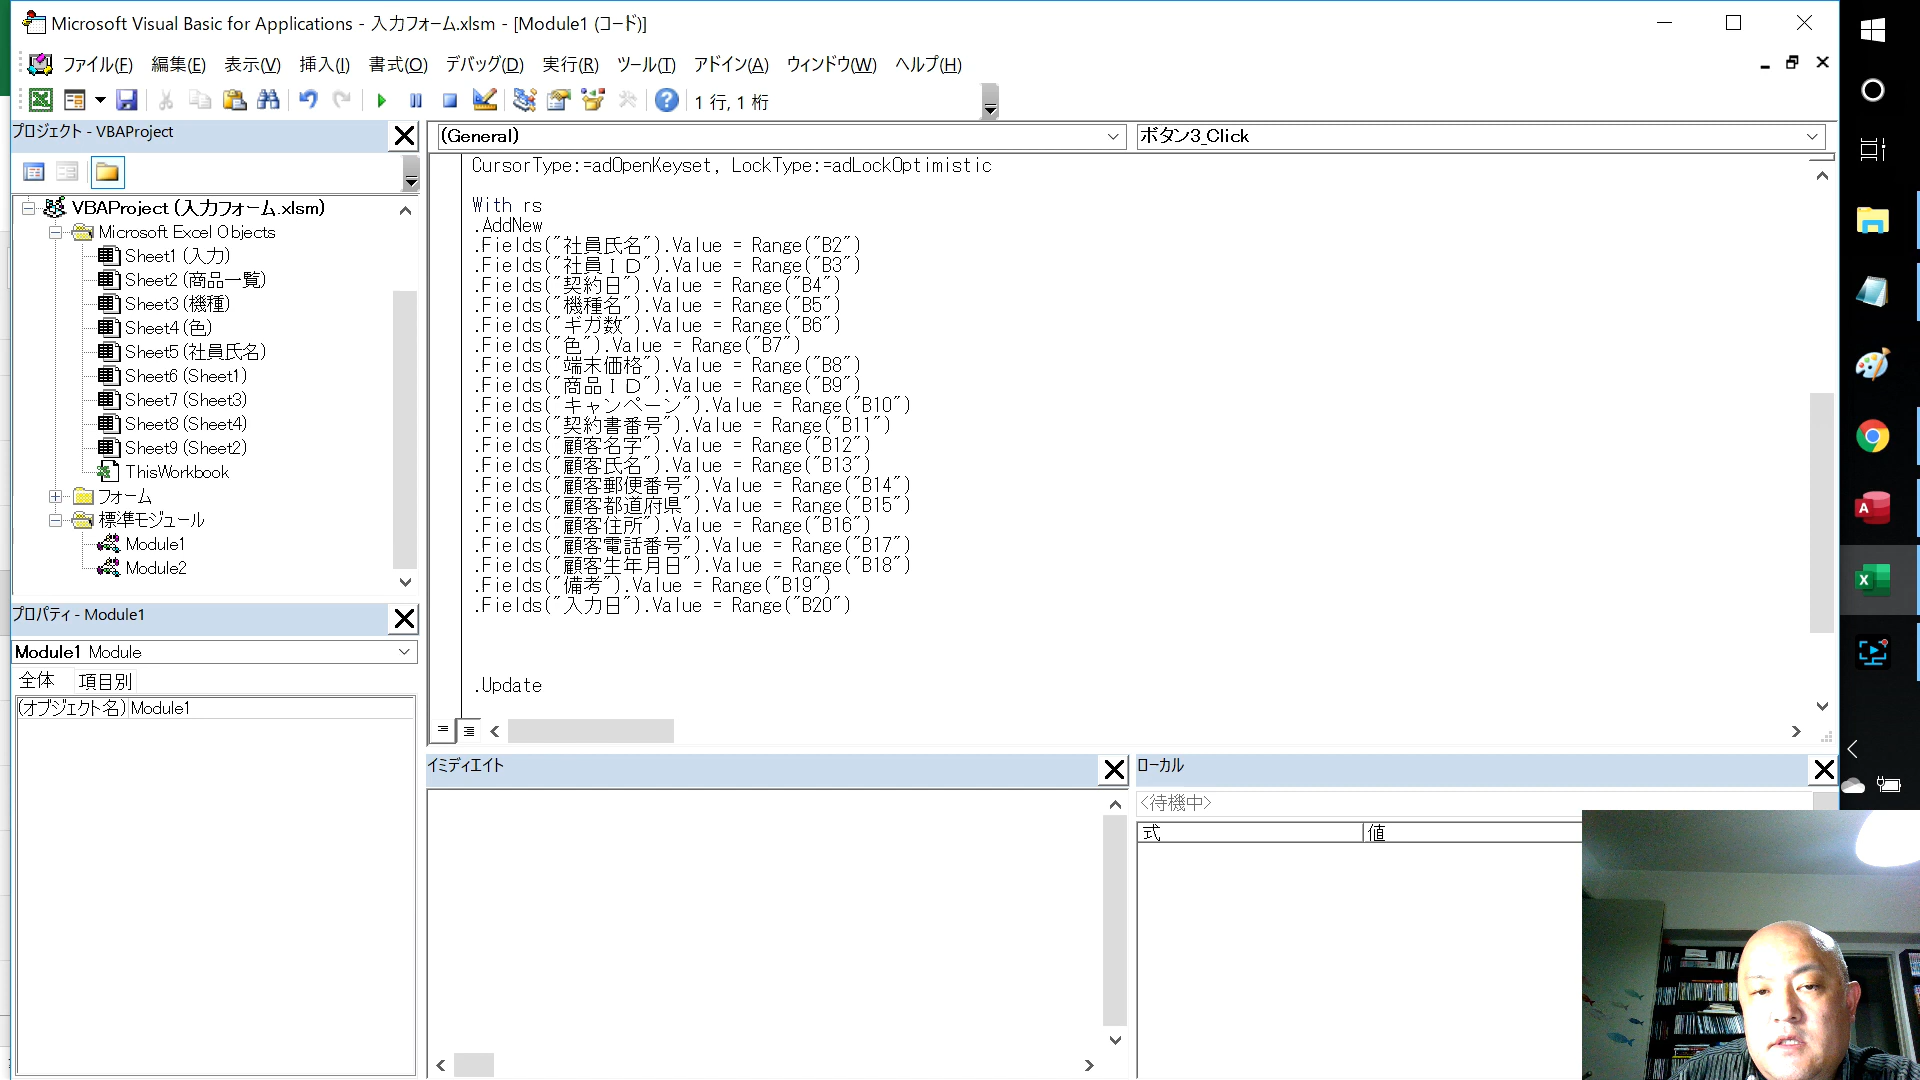 Microsoft Visual Basic for Applications - 入力フォーム.xlsm - [Module1 (コード)]
ファイル(F) 編集(E) 表示(V) 挿入(I) 書式(O) デバッグ(D) 実行(R) ツール(T) アドイン(A) ウィンドウ(W) ヘルプ(H)
1 行, 1 桁
プロジェクト - VBAProject
VBAProject (入力フォーム.xlsm)
Microsoft Excel Objects
Sheet1 (入力)
Sheet2 (商品一覧)
Sheet3 (機種)
Sheet4 (色)
Sheet5 (社員氏名)
Sheet6 (Sheet1)
Sheet7 (Sheet3)
Sheet8 (Sheet4)
Sheet9 (Sheet2)
ThisWorkbook
フォーム
標準モジュール
Module1
Module2
プロパティ - Module1
Module1 Module
全体 項目別
(オブジェクト名) Module1
(General) ボタン3_Click
CursorType:=adOpenKeyset, LockType:=adLockOptimistic
With rs
.AddNew
.Fields("社員氏名").Value = Range("B2")
.Fields("社員ＩＤ").Value = Range("B3")
.Fields("契約日").Value = Range("B4")
.Fields("機種名").Value = Range("B5")
.Fields("ギガ数").Value = Range("B6")
.Fields("色").Value = Range("B7")
.Fields("端末価格").Value = Range("B8")
.Fields("商品ＩＤ").Value = Range("B9")
.Fields("キャンペーン").Value = Range("B10")
.Fields("契約書番号").Value = Range("B11")
.Fields("顧客名字").Value = Range("B12")
.Fields("顧客氏名").Value = Range("B13")
.Fields("顧客郵便番号").Value = Range("B14")
.Fields("顧客都道府県").Value = Range("B15")
.Fields("顧客住所").Value = Range("B16")
.Fields("顧客電話番号").Value = Range("B17")
.Fields("顧客生年月日").Value = Range("B18")
.Fields("備考").Value = Range("B19")
.Fields("入力日").Value = Range("B20")
.Update
イミディエイト
ローカル
<待機中>
式 値